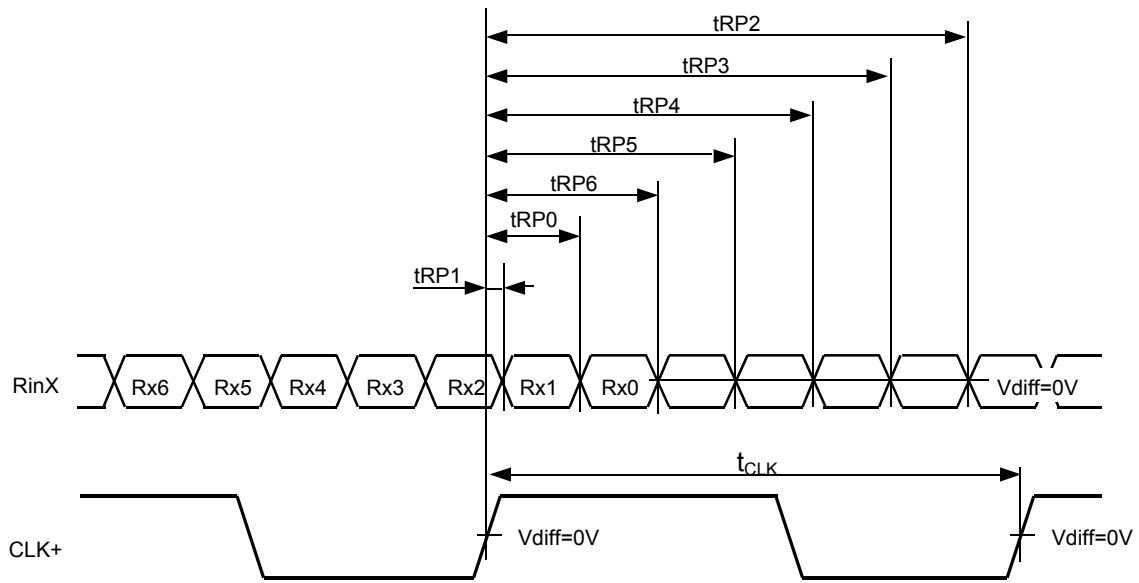 tRP2
tRP3
tRP4
tRP5
tRP6
tRP0
tRP1
RinX Rx6 Rx5 Rx4 Rx3 Rx2 Rx1 Rx0 Vdiff=0V
tCLK
CLK+ Vdiff=0V Vdiff=0V